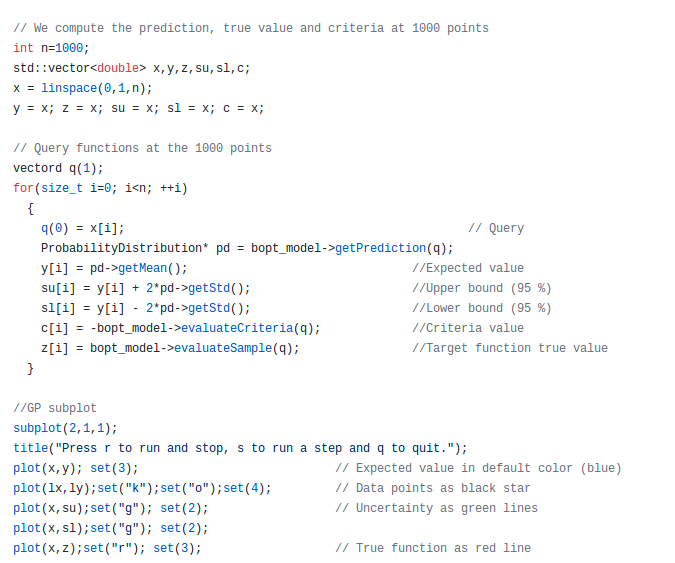 // We compute the prediction, true value and criteria at 1000 points
int n=1000;
std::vector<double> x,y,z,su,sl,c;
x = linspace(0,1,n);
y = x; z = x; su = x; sl = x; c = x;
// Query functions at the 1000 points
vectord q(1);
for(size_t i=0; i<n; ++i)
{
q(0) = x[i]; // Query
ProbabilityDistribution* pd = bopt_model->getPrediction(q);
y[i] = pd->getMean(); //Expected value
su[i] = y[i] + 2*pd->getStd(); //Upper bound (95 %)
sl[i] = y[i] - 2*pd->getStd(); //Lower bound (95 %)
c[i] = -bopt_model->evaluateCriteria(q); //Criteria value
z[i] = bopt_model->evaluateSample(q); //Target function true value
}
//GP subplot
subplot(2,1,1);
title("Press r to run and stop, s to run a step and q to quit.");
plot(x,y); set(3); // Expected value in default color (blue)
plot(lx,ly);set("k");set("o");set(4); // Data points as black star
plot(x,su);set("g"); set(2); // Uncertainty as green lines
plot(x,sl);set("g"); set(2);
plot(x,z);set("r"); set(3); // True function as red line